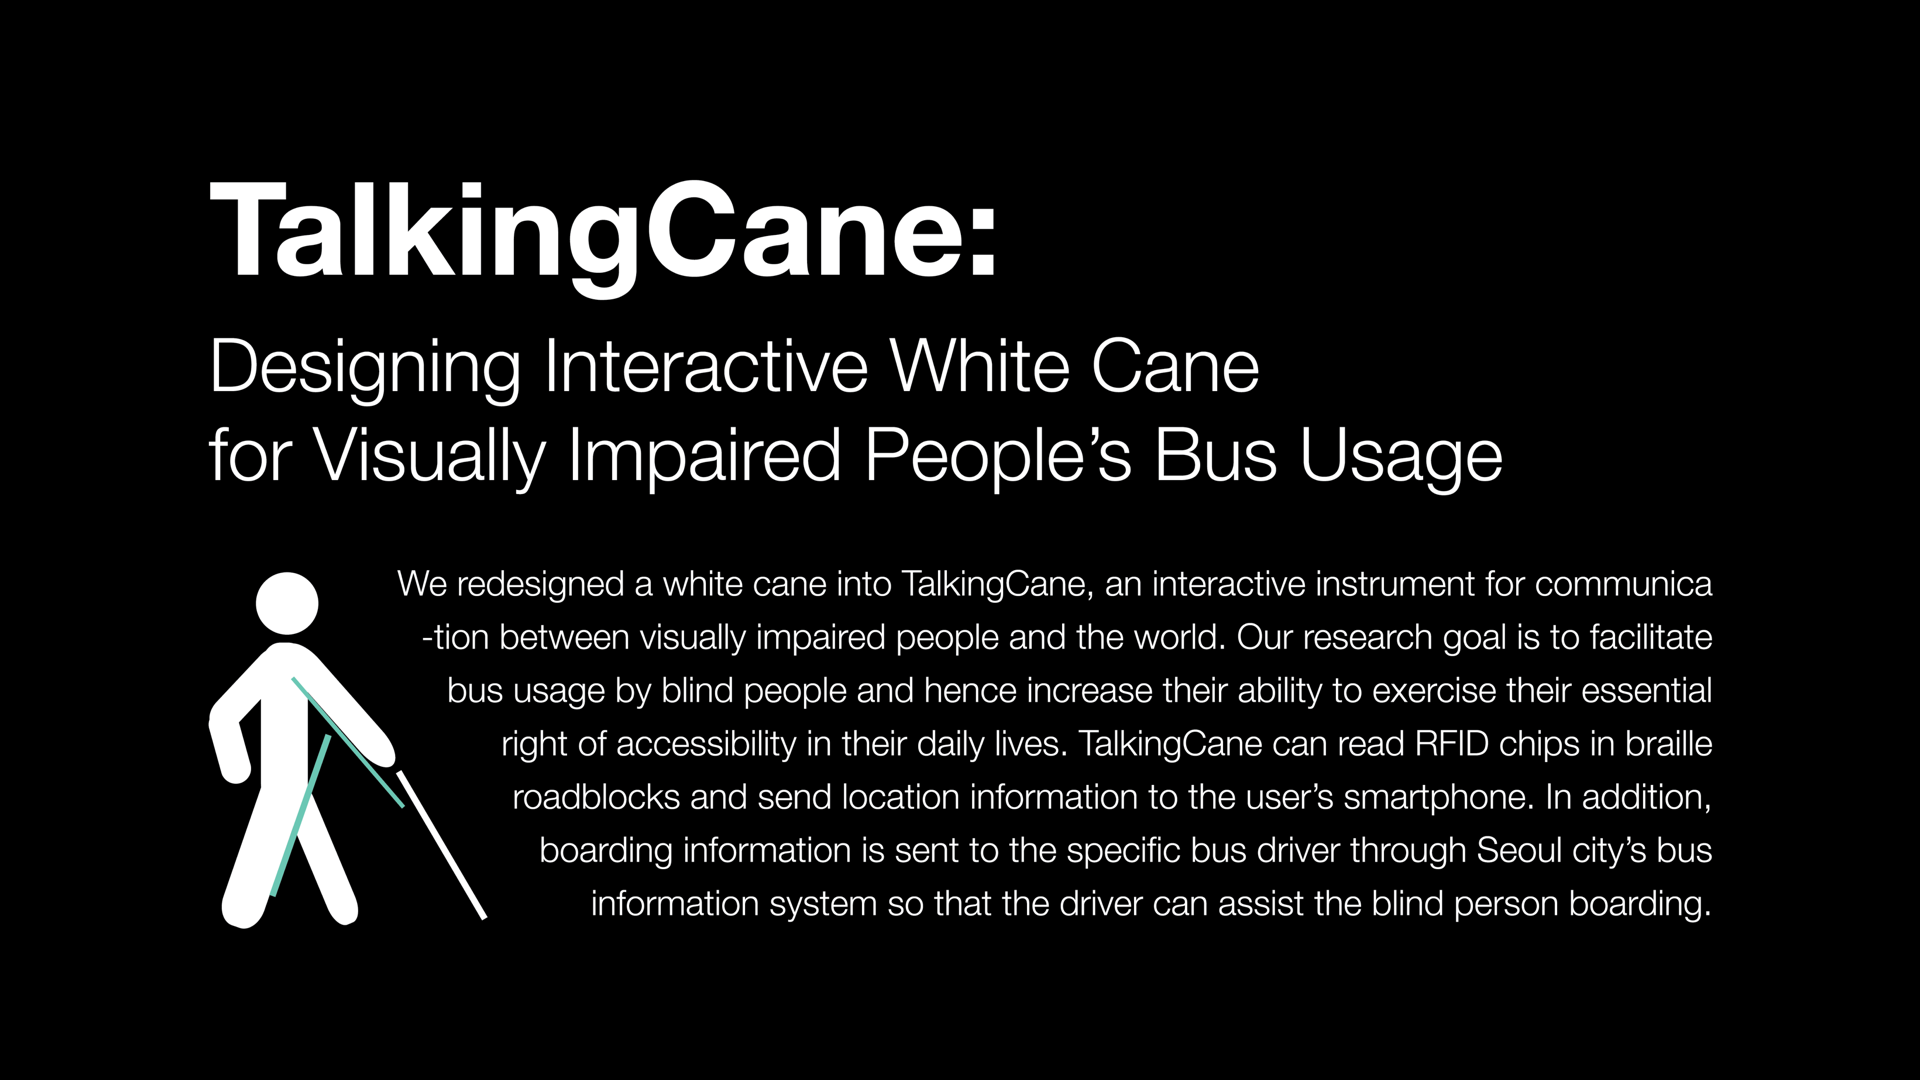 TalkingCane:
Designing Interactive White Cane
for Visually Impaired People’s Bus Usage
We redesigned a white cane into TalkingCane, an interactive instrument for communica
-tion between visually impaired people and the world. Our research goal is to facilitate
bus usage by blind people and hence increase their ability to exercise their essential
right of accessibility in their daily lives. TalkingCane can read RFID chips in braille
roadblocks and send location information to the user’s smartphone. In addition,
boarding information is sent to the specific bus driver through Seoul city’s bus
information system so that the driver can assist the blind person boarding.